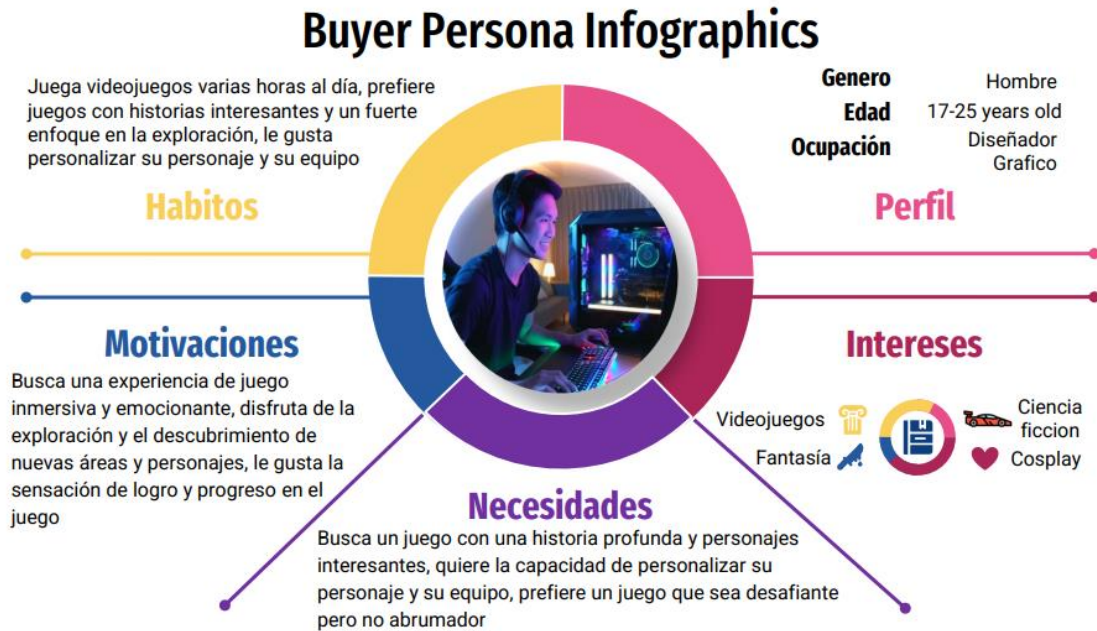 Buyer Persona Infographics
Juega videojuegos varias horas al día, prefiere
juegos con historias interesantes y un fuerte
enfoque en la exploración, le gusta
personalizar su personaje y su equipo
Habitos
Genero Hombre
Edad 17-25 years old
Ocupación Diseñador
Grafico
Perfil
Motivaciones
Busca una experiencia de juego
inmersiva y emocionante, disfruta de la
exploración y el descubrimiento de
nuevas áreas y personajes, le gusta la
sensación de logro y progreso en el
juego
Intereses
Videojuegos
Fantasía
Ciencia
ficcion
Cosplay
Necesidades
Busca un juego con una historia profunda y personajes
interesantes, quiere la capacidad de personalizar su
personaje y su equipo, prefiere un juego que sea desafiante
pero no abrumador